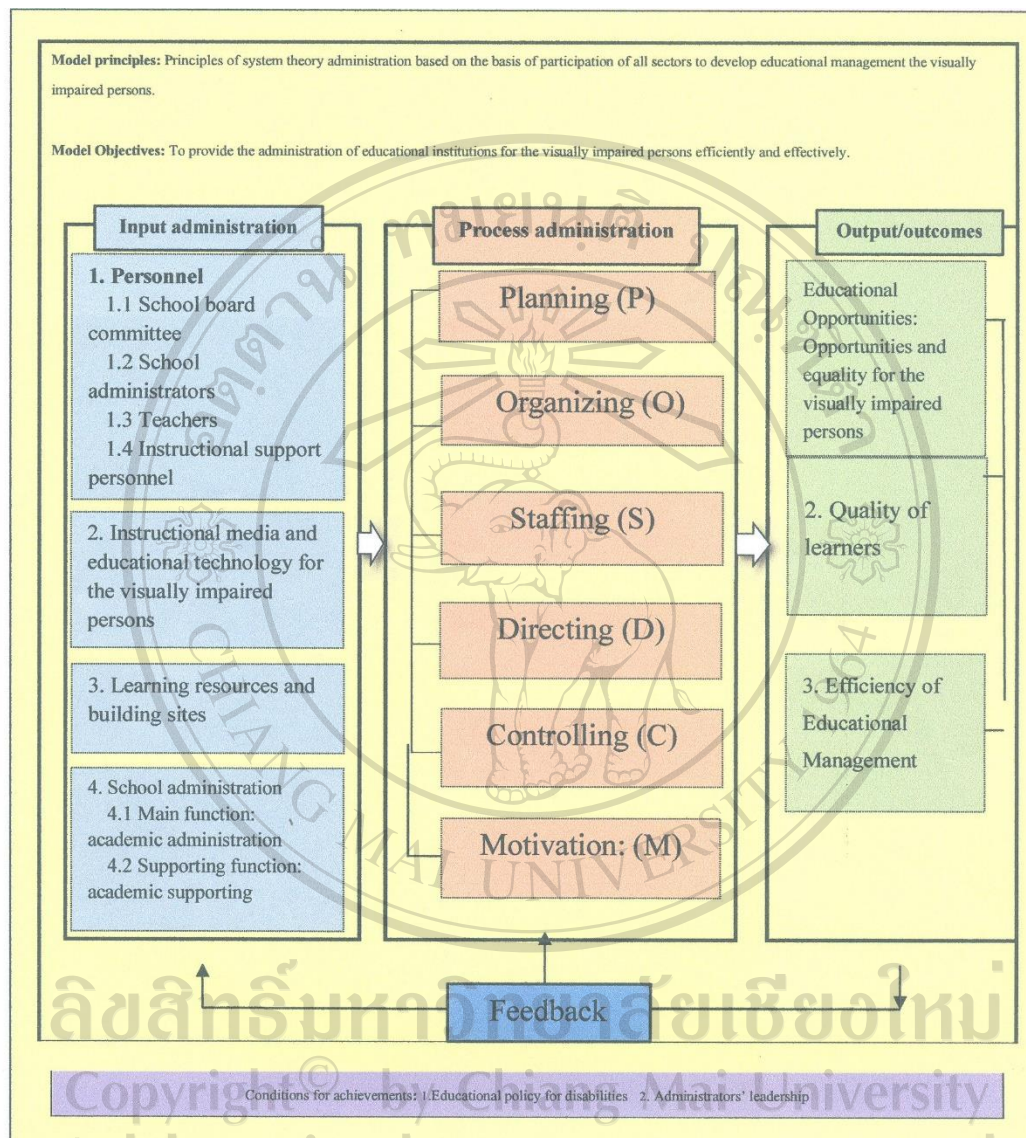 Model principles: Principles of system theory administration based on the basis of participation of all sectors to develop educational management the visually
impaired persons.
Model Objectives: To provide the administration of educational institutions for the visually impaired persons efficiently and effectively.
Input administration
1. Personnel
1.1 School board
committee
1.2 School
administrators
1.3 Teachers
1.4 Instructional support
personnel
2. Instructional media and
educational technology for
the visually impaired
persons
3. Learning resources and
building sites
4. School administration
4.1 Main function:
academic administration
4.2 Supporting function:
academic supporting
Process administration
Planning (P)
Organizing (O)
Staffing (S)
Directing (D)
Controlling (C)
Motivation: (M)
Output/outcomes
Educational
Opportunities:
Opportunities and
equality for the
visually impaired
persons
2. Quality of
learners
3. Efficiency of
Educational
Management
Feedback
Conditions for achievements: 1.Educational policy for disabilities 2. Administrators' leadership
CHIANG MAI UNIVERSITY 1964
ลิขสิทธิ์มหาวิทยาลัยเชียงใหม่
Copyright© by Chiang Mai University